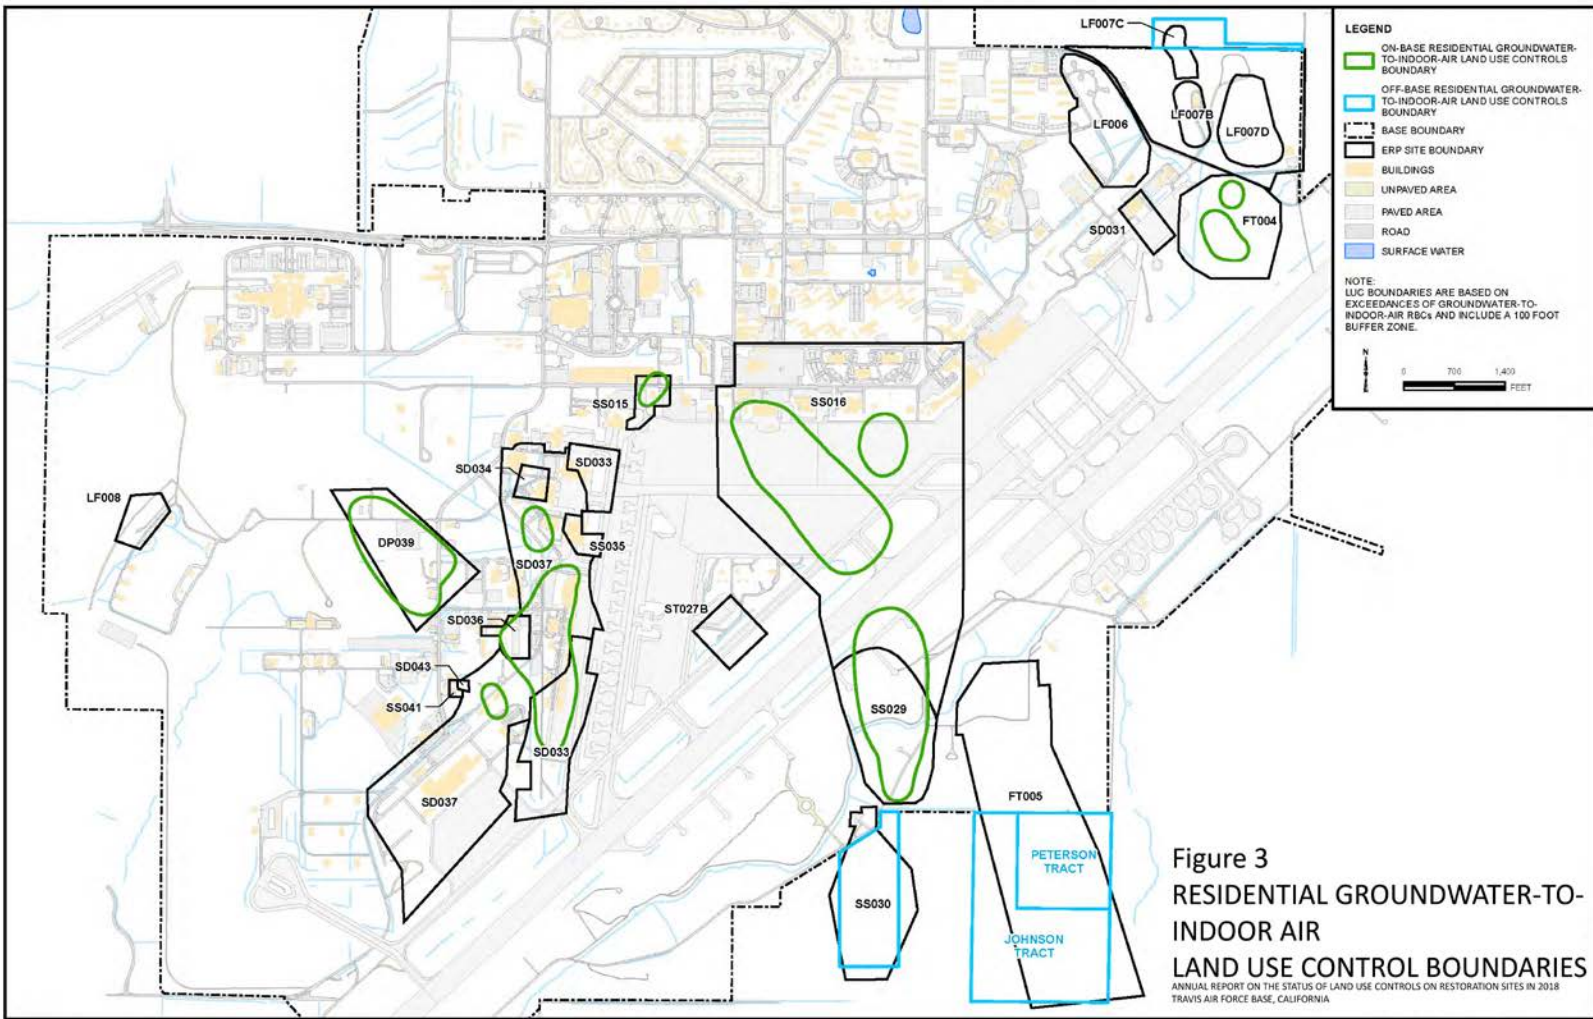 LF007C
LF006
LF007B
LF007D
SD031
FT004
LEGEND
ON-BASE RESIDENTIAL GROUNDWATER-
TO-INDOOR-AIR LAND USE CONTROLS
BOUNDARY
OFF-BASE RESIDENTIAL GROUNDWATER-
TO-INDOOR-AIR LAND USE CONTROLS
BOUNDARY
BASE BOUNDARY
ERP SITE BOUNDARY
BUILDINGS
UNPAVED AREA
PAVED AREA
ROAD
SURFACE WATER
NOTE:
LUC BOUNDARIES ARE BASED ON
EXCEEDANCES OF GROUNDWATER-TO-
INDOOR-AIR RBCs AND INCLUDE A 100 FOOT
BUFFER ZONE.
N
0 700 1,400
FEET
SS015
SS016
SD034
SD033
LF008
DP039
SS035
SD037
SD036
ST027B
SD043
SS041
SS029
SD033
SD037
FT005
SS030
PETERSON
TRACT
JOHNSON
TRACT
Figure 3
RESIDENTIAL GROUNDWATER-TO-
INDOOR AIR
LAND USE CONTROL BOUNDARIES
ANNUAL REPORT ON THE STATUS OF LAND USE CONTROLS ON RESTORATION SITES IN 2018
TRAVIS AIR FORCE BASE, CALIFORNIA